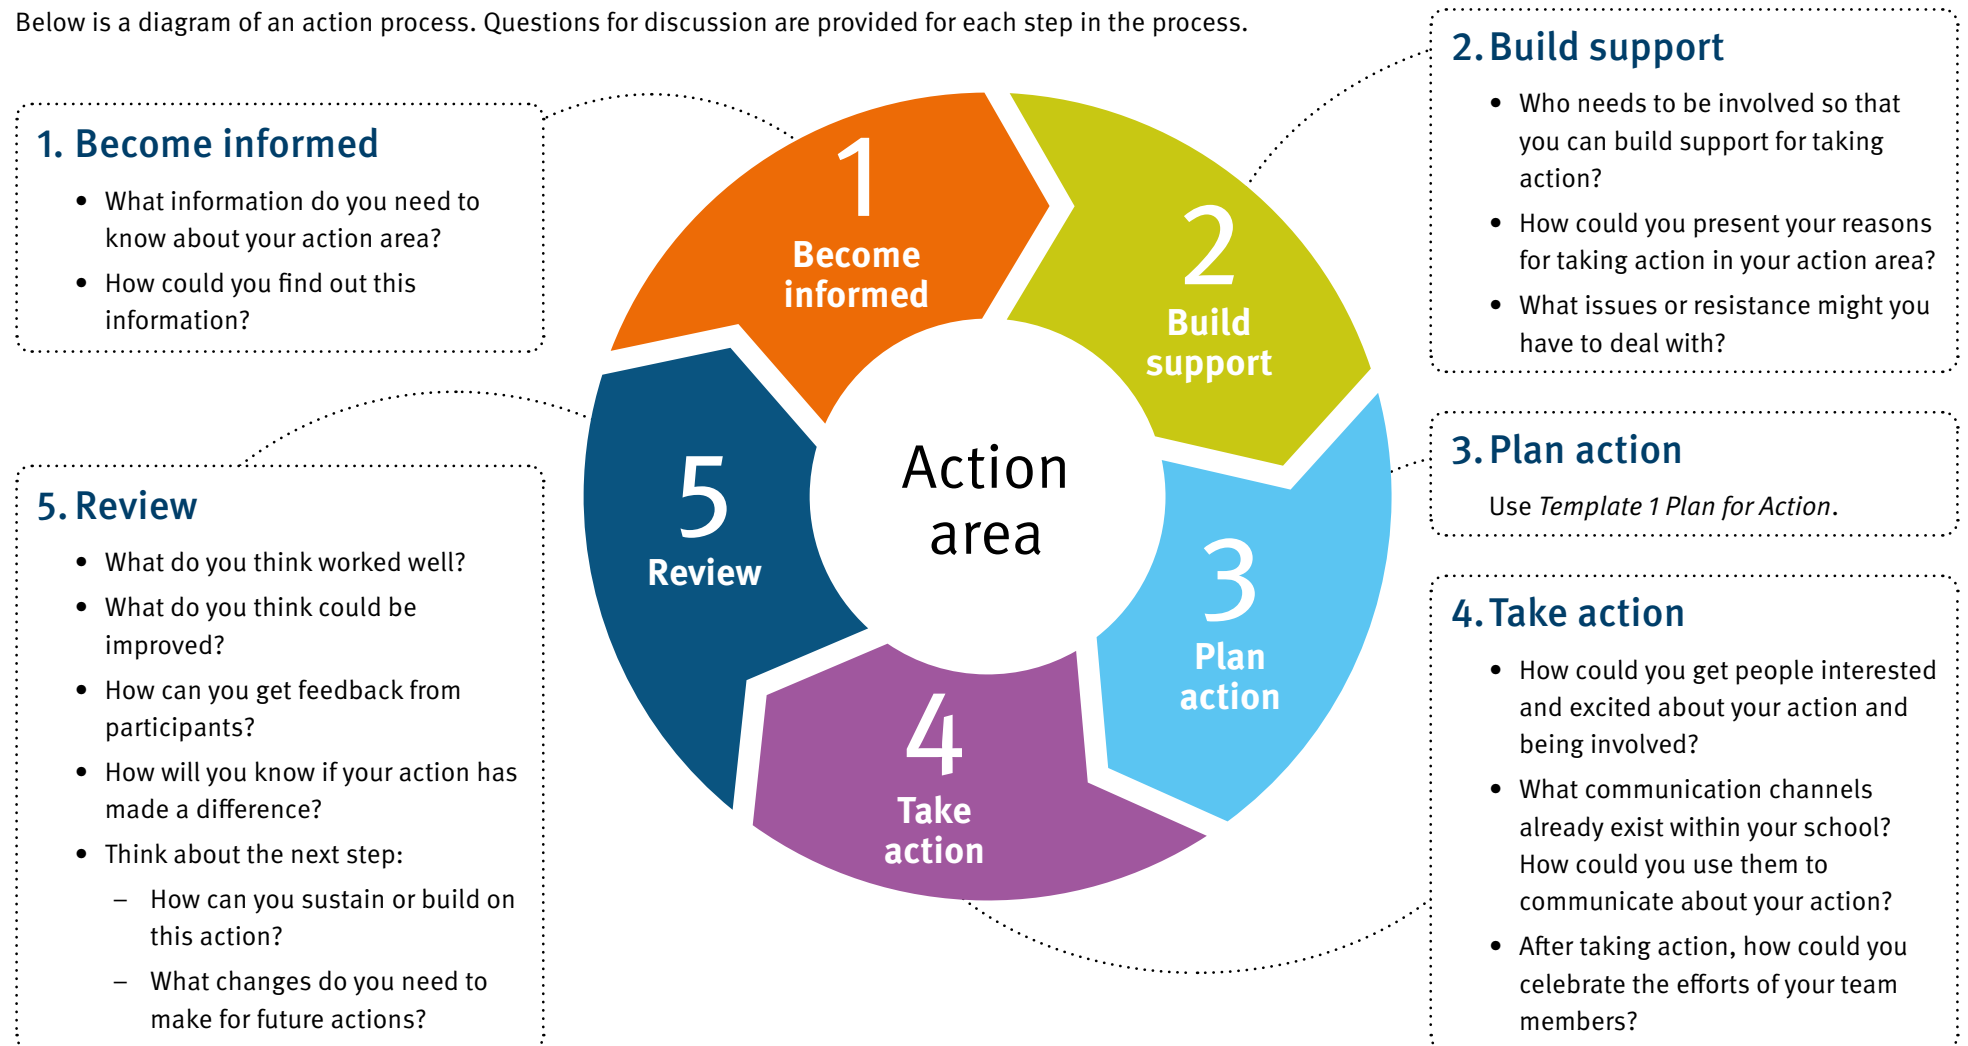 Below is a diagram of an action process. Questions for discussion are provided for each step in the process.
1. Become informed
• What information do you need to
know about your action area?
• How could you find out this
information?
2. Build support
• Who needs to be involved so that
you can build support for taking
action?
• How could you present your reasons
for taking action in your action area?
• What issues or resistance might you
have to deal with?
3. Plan action
Use Template 1 Plan for Action.
4. Take action
• How could you get people interested
and excited about your action and
being involved?
• What communication channels
already exist within your school?
How could you use them to
communicate about your action?
• After taking action, how could you
celebrate the efforts of your team
members?
5. Review
• What do you think worked well?
• What do you think could be
improved?
• How can you get feedback from
participants?
• How will you know if your action has
made a difference?
• Think about the next step:
– How can you sustain or build on
this action?
– What changes do you need to
make for future actions?
1
Become
informed
2
Build
support
3
Plan
action
4
Take
action
5
Review
Action
area